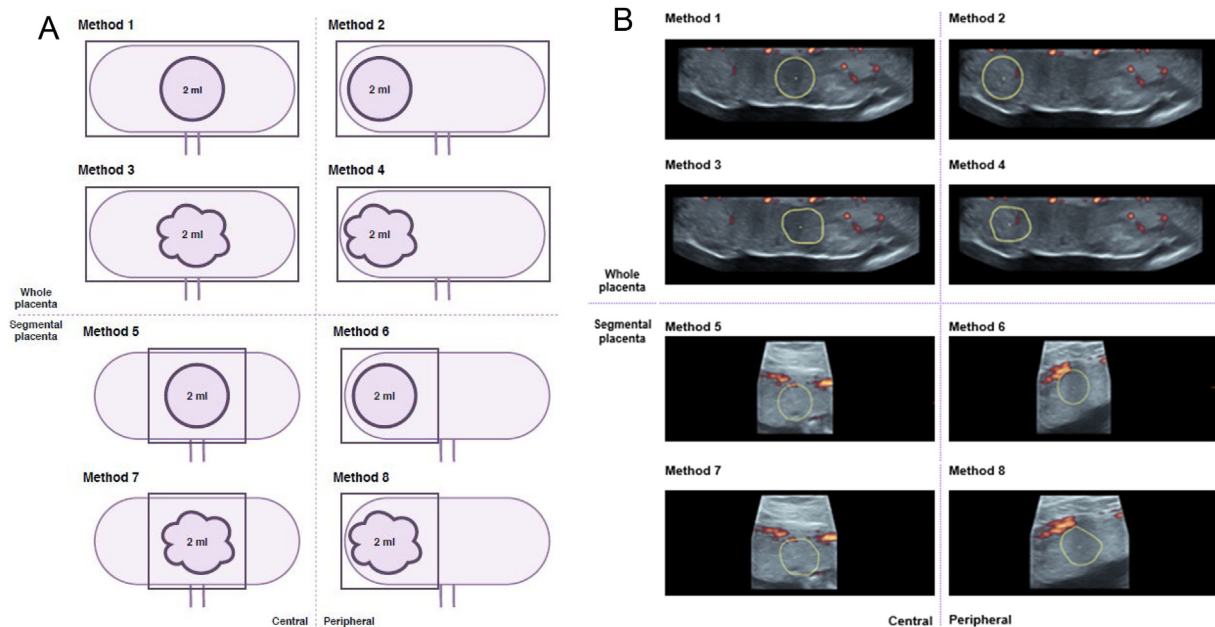 A
Method 1
Method 2
2 ml
2 ml
Method 3
Method 4
2 ml
2 ml
Whole
placenta
Segmental
placenta
Method 5
Method 6
2 ml
2 ml
Method 7
Method 8
2 ml
2 ml
Central
Peripheral
B
Method 1
Method 2
Method 3
Method 4
Whole
placenta
Segmental
placenta
Method 5
Method 6
Method 7
Method 8
Central
Peripheral